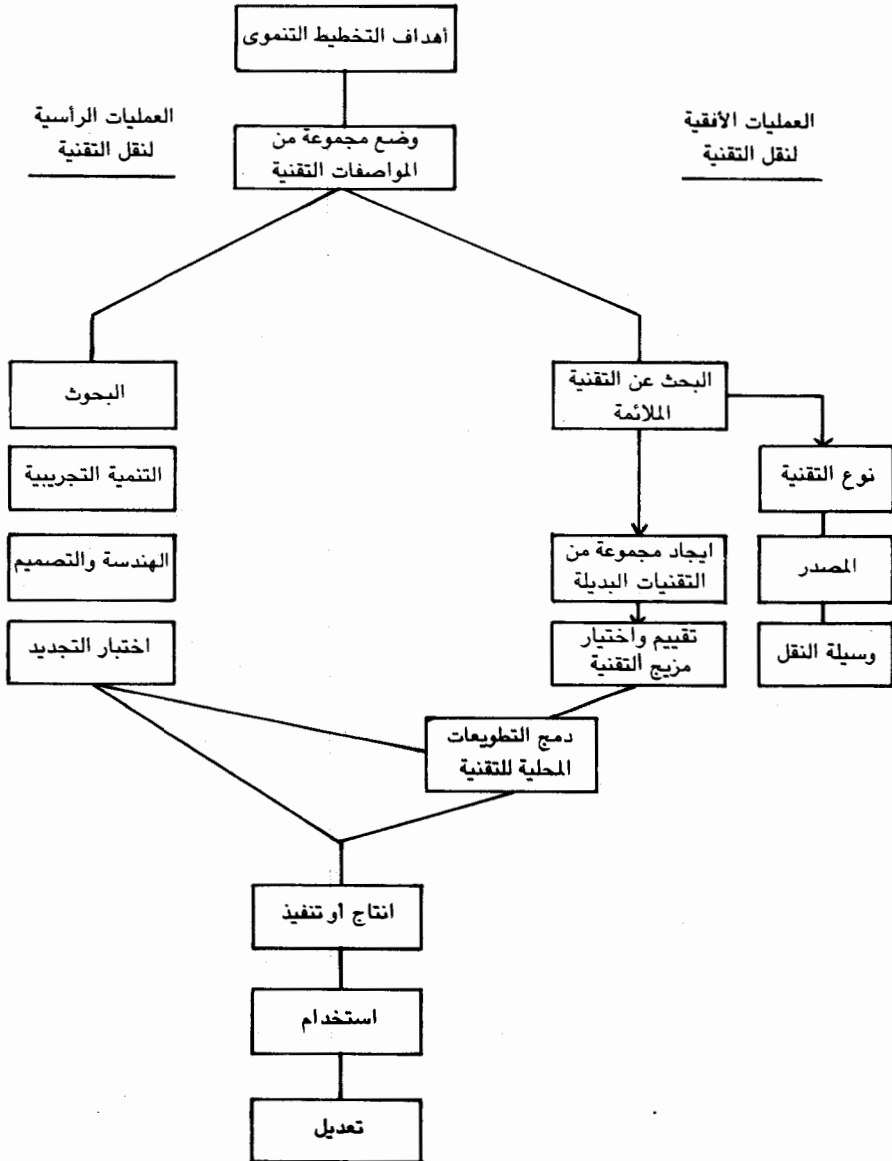 أهداف التخطيط التنموى
العمليات الأفقية
لنقل التقنية
العمليات الرأسية
لنقل التقنية
وضع مجموعة من
المواصفات التقنية
البحث عن التقنية
الملائمة
البحوث
نوع التقنية
التنمية التجريبية
المصدر
ايجاد مجموعة من
التقنيات البديلة
الهندسة والتصميم
وسيلة النقل
تقييم واختيار
مزيج التقنية
اختبار التجديد
دمج التطويعات
المحلية للتقنية
انتاج أو تنفيذ
استخدام
تعديل